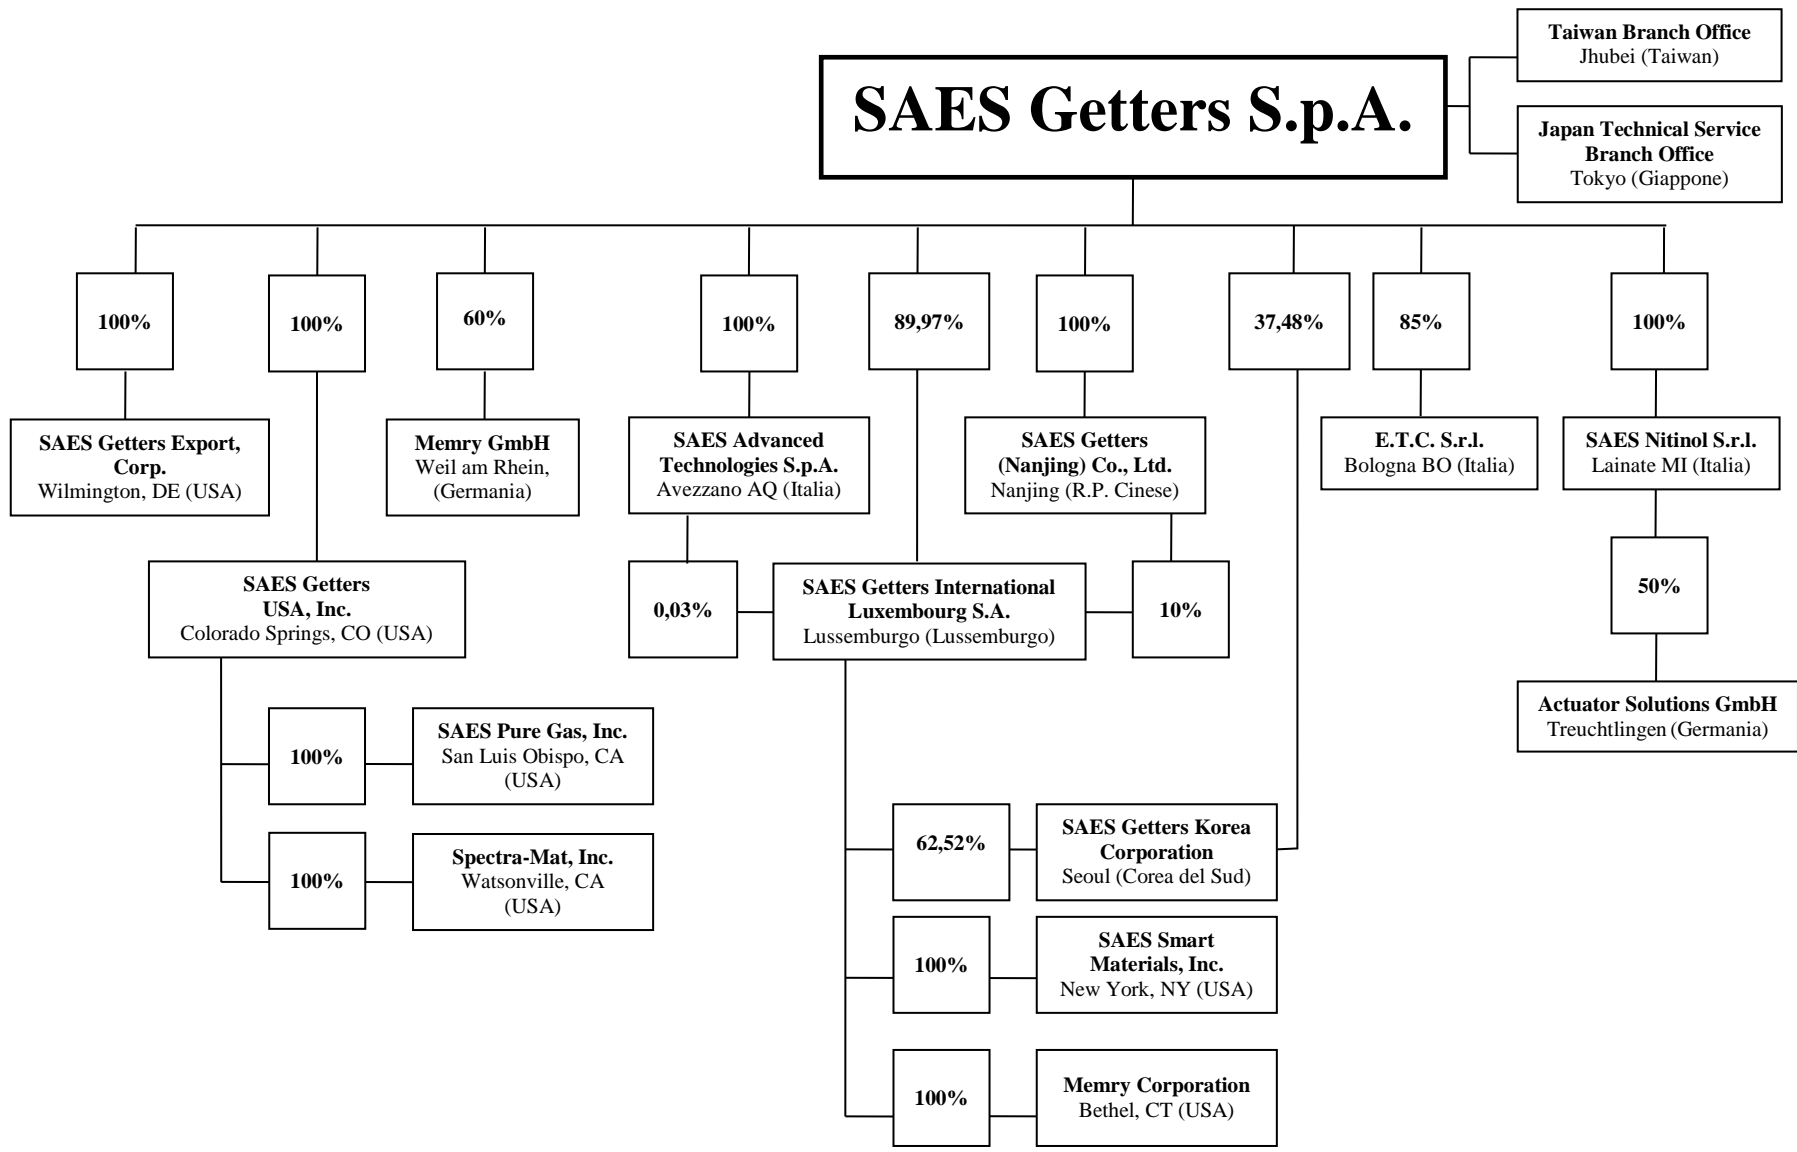 Taiwan Branch Office
Jhubei (Taiwan)
SAES Getters S.p.A.
Japan Technical Service
Branch Office
Tokyo (Giappone)
100%
100%
60%
100%
89,97%
100%
37,48%
85%
100%
SAES Getters Export,
Corp.
Wilmington, DE (USA)
Memry GmbH
Weil am Rhein,
(Germania)
SAES Advanced
Technologies S.p.A.
Avezzano AQ (Italia)
SAES Getters
(Nanjing) Co., Ltd.
Nanjing (R.P. Cinese)
E.T.C. S.r.l.
Bologna BO (Italia)
SAES Nitinol S.r.l.
Lainate MI (Italia)
SAES Getters
USA, Inc.
Colorado Springs, CO (USA)
0,03%
SAES Getters International
Luxembourg S.A.
Lussemburgo (Lussemburgo)
10%
50%
Actuator Solutions GmbH
Treuchtlingen (Germania)
100%
SAES Pure Gas, Inc.
San Luis Obispo, CA
(USA)
100%
Spectra-Mat, Inc.
Watsonville, CA
(USA)
62,52%
SAES Getters Korea
Corporation
Seoul (Corea del Sud)
100%
SAES Smart
Materials, Inc.
New York, NY (USA)
100%
Memry Corporation
Bethel, CT (USA)